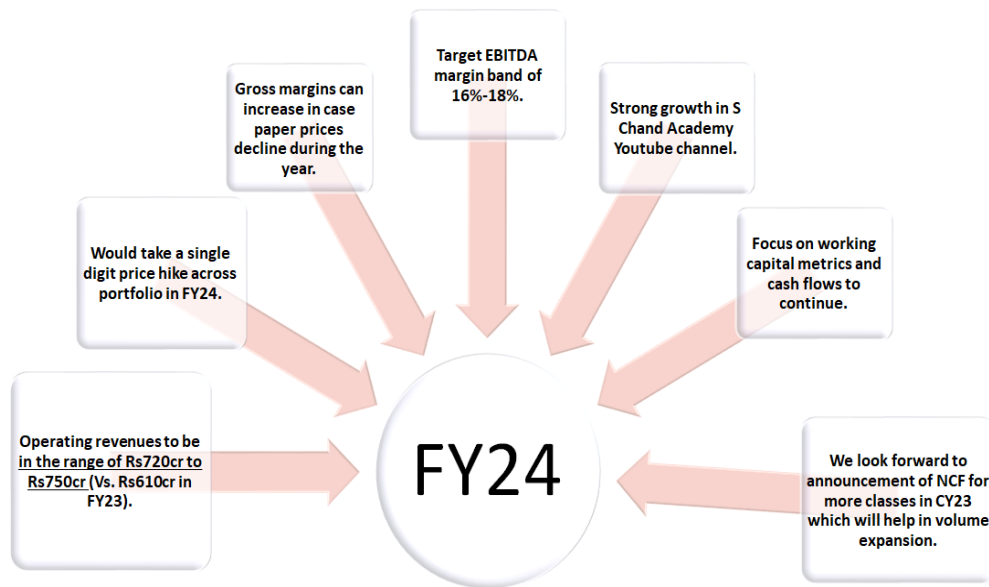 Target EBITDA
margin band of
16%-18%.
Gross margins can
increase in case
paper prices
decline during the
year.
Strong growth in S
Chand Academy
Youtube channel.
Would take a single
digit price hike across
portfolio in FY24.
Focus on working
capital metrics and
cash flows to
continue.
Operating revenues to be
in the range of Rs720cr to
Rs750cr (Vs. Rs610cr in
FY23).
FY24
We look forward to
announcement of NCF for
more classes in CY23
which will help in volume
expansion.